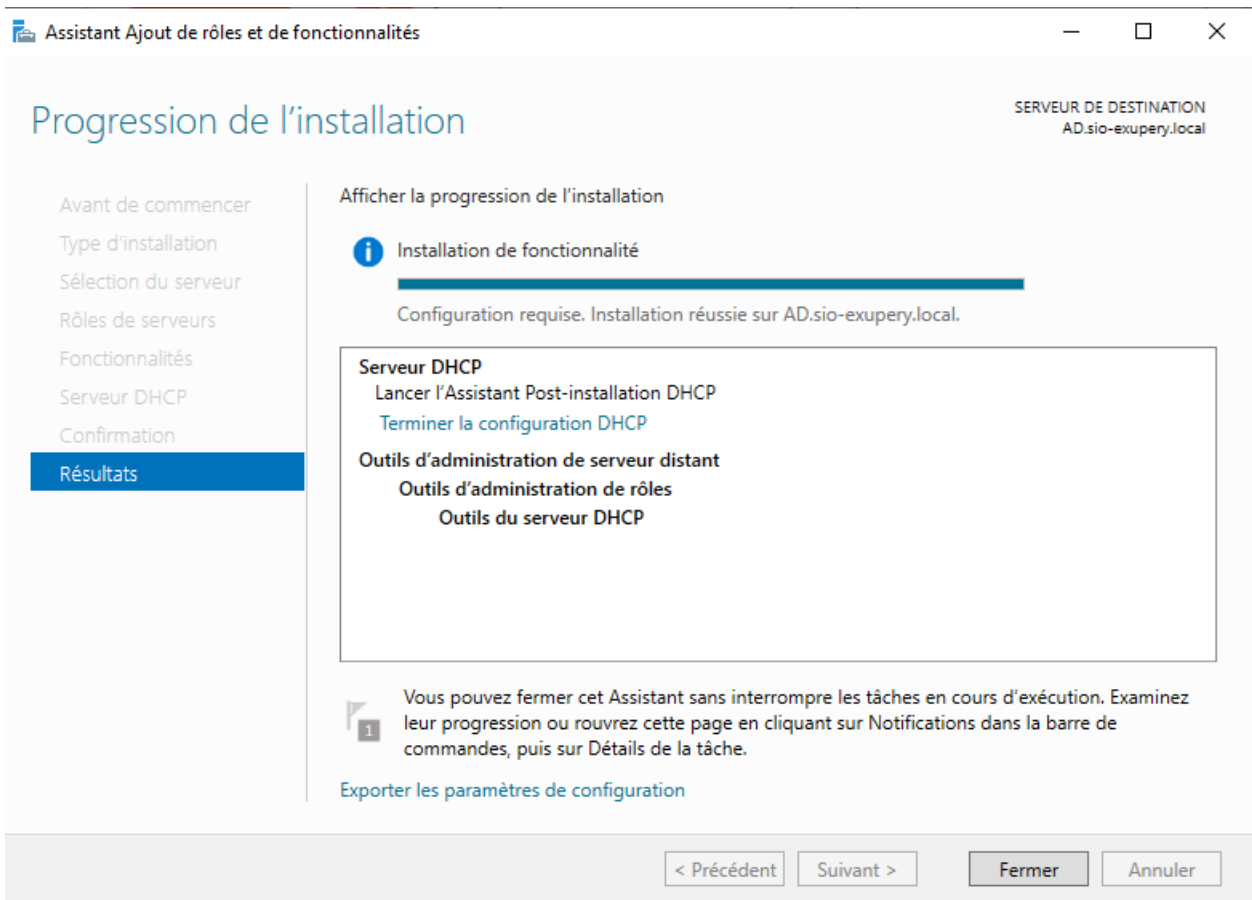 Assistant Ajout de rôles et de fonctionnalités
Progression de l'installation
SERVEUR DE DESTINATION
AD.sio-exupery.local
Avant de commencer
Type d'installation
Sélection du serveur
Rôles de serveurs
Fonctionnalités
Serveur DHCP
Confirmation
Résultats
Afficher la progression de l'installation
Installation de fonctionnalité
Configuration requise. Installation réussie sur AD.sio-exupery.local.
Serveur DHCP
Lancer l'Assistant Post-installation DHCP
Terminer la configuration DHCP
Outils d'administration de serveur distant
Outils d'administration de rôles
Outils du serveur DHCP
1
Vous pouvez fermer cet Assistant sans interrompre les tâches en cours d'exécution. Examinez
leur progression ou rouvrez cette page en cliquant sur Notifications dans la barre de
commandes, puis sur Détails de la tâche.
Exporter les paramètres de configuration
< Précédent
Suivant >
Fermer
Annuler